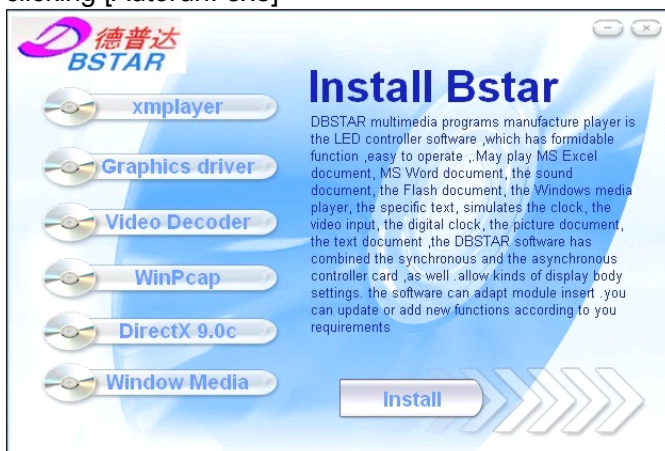 clicking [Autorun. exe]
德普达
BSTAR
xmplayer
Graphics driver
Video Decoder
WinPcap
DirectX 9.0c
Window Media
Install Bstar
DBSTAR multimedia programs manufacture player is
the LED controller software ,which has formidable
function ,easy to operate ,.May play MS Excel
document, MS Word document, the sound
document, the Flash document, the Windows media
player, the specific text, simulates the clock, the
video input, the digital clock, the picture document,
the text document ,the DBSTAR software has
combined the synchronous and the asynchronous
controller card ,as well .allow kinds of display body
settings. the software can adapt module insert .you
can update or add new functions according to you
requirements
Install